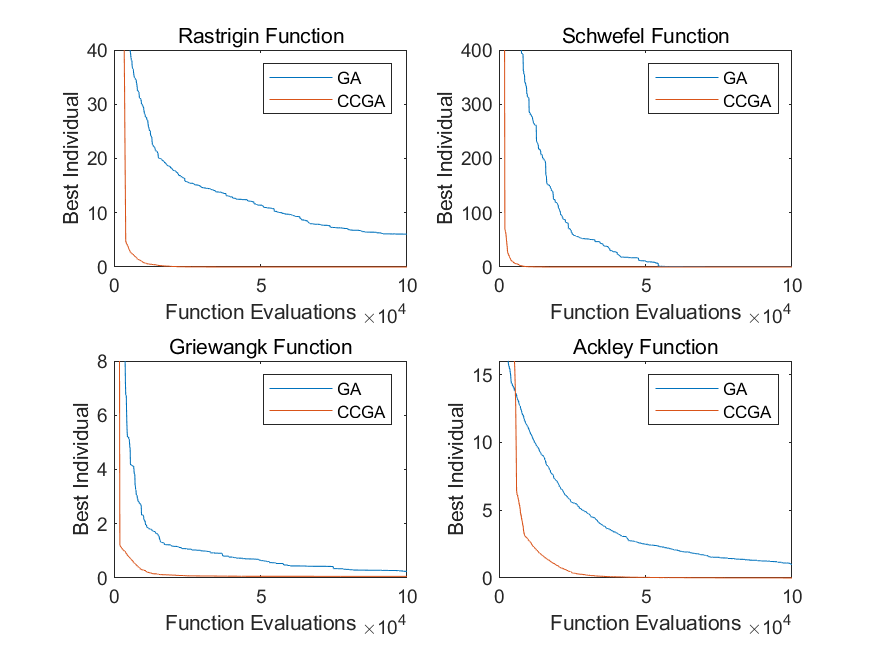 Rastrigin Function
40
30
20
10
0
Best Individual
GA
CCGA
0 5 10
Function Evaluations ×10^4
Schwefel Function
400
300
200
100
0
Best Individual
GA
CCGA
0 5 10
Function Evaluations ×10^4
Griewangk Function
8
6
4
2
0
Best Individual
GA
CCGA
0 5 10
Function Evaluations ×10^4
Ackley Function
15
10
5
0
Best Individual
GA
CCGA
0 5 10
Function Evaluations ×10^4